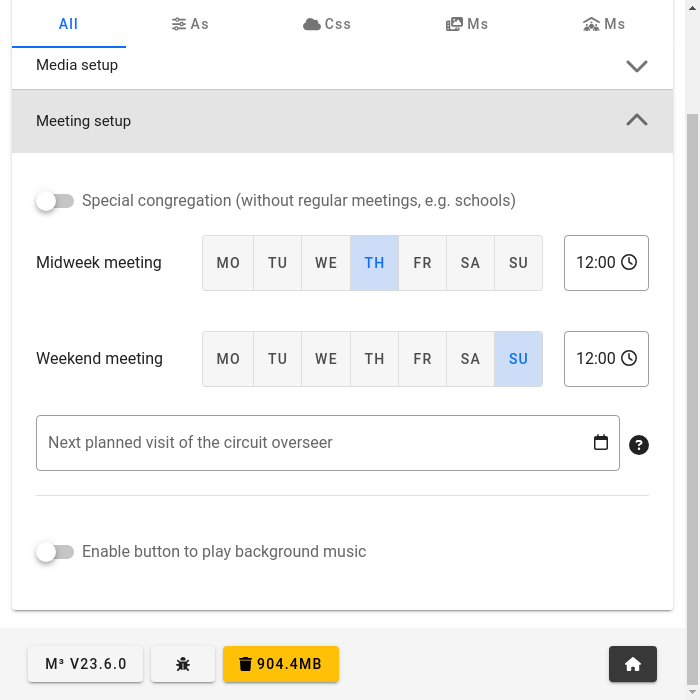 All As Css Ms Ms
Media setup
Meeting setup
Special congregation (without regular meetings, e.g. schools)
Midweek meeting MO TU WE TH FR SA SU 12:00
Weekend meeting MO TU WE TH FR SA SU 12:00
Next planned visit of the circuit overseer ?
Enable button to play background music
M³ V23.6.0 904.4MB